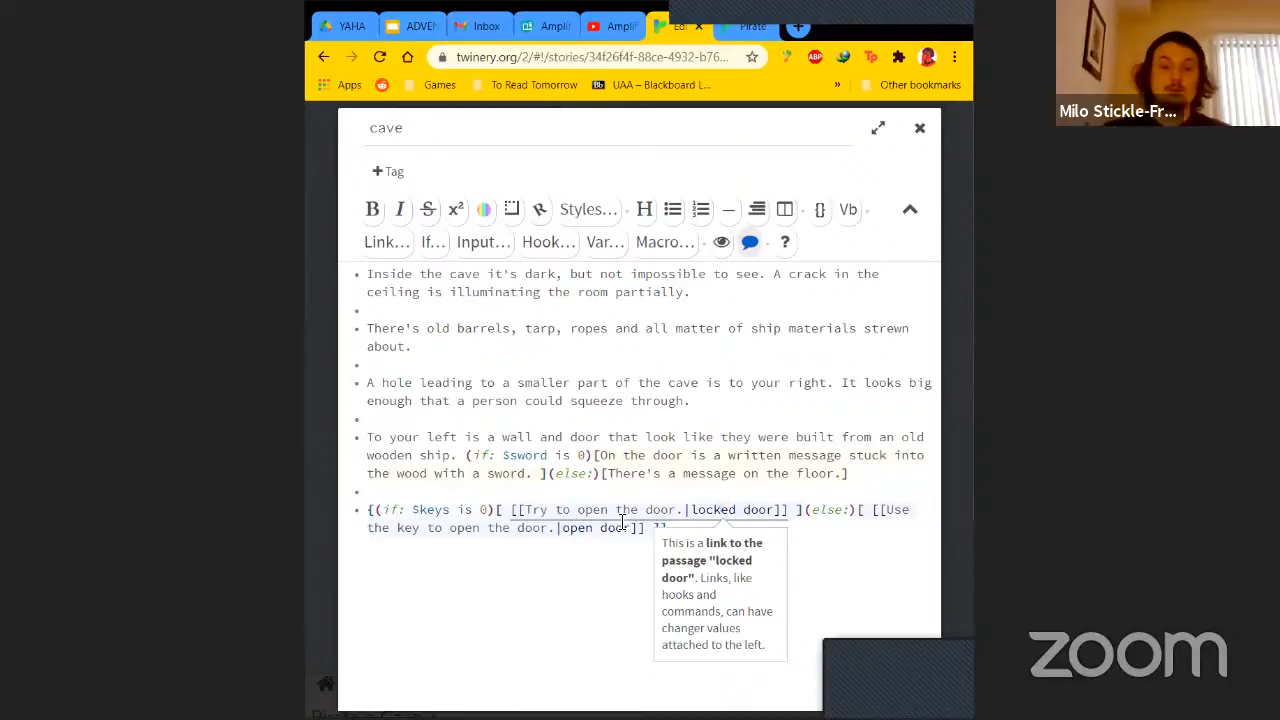 YAHA ADVEN Inbox Amplif Amplif Ed Pirate
twinery.org/2/#!/stories/34f26f4f-88ce-4932-b76...
ABP Tp
Apps Games To Read Tomorrow Bb UAA – Blackboard L... » Other bookmarks
Milo Stickle-Fr...
cave
+ Tag
B I S x² Styles... H {} Vb
Link... If... Input... Hook... Var... Macro... ?
Inside the cave it's dark, but not impossible to see. A crack in the
ceiling is illuminating the room partially.
There's old barrels, tarp, ropes and all matter of ship materials strewn
about.
A hole leading to a smaller part of the cave is to your right. It looks big
enough that a person could squeeze through.
To your left is a wall and door that look like they were built from an old
wooden ship. (if: $sword is 0)[On the door is a written message stuck into
the wood with a sword. ](else:)[There's a message on the floor.]
{(if: $keys is 0)[ [[Try to open the door.|locked door]] ](else:)[ [[Use
the key to open the door.|open door]] ]}
This is a link to the
passage "locked
door". Links, like
hooks and
commands, can have
changer values
attached to the left.
zoom